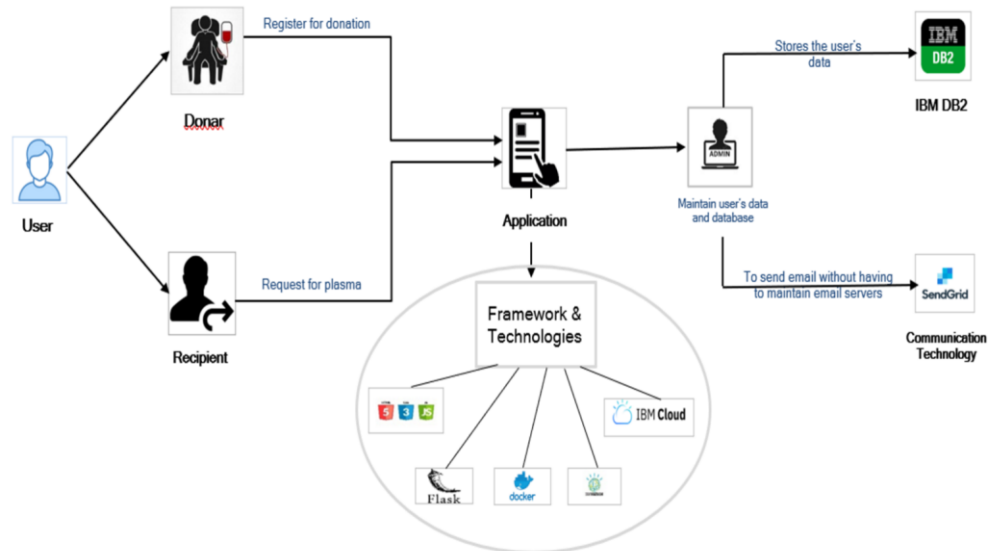 Register for donation
Donar
User
Request for plasma
Recipient
Application
ADMIN
Maintain user's data
and database
Stores the user's
data
IBM
DB2
IBM DB2
To send email without having
to maintain email servers
SendGrid
Communication
Technology
Framework &
Technologies
5 3 JS
IBM Cloud
Flask
docker